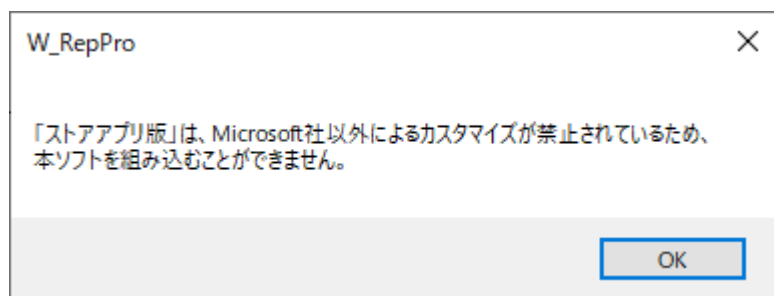 W_RepPro
「ストアアプリ版」は、Microsoft社以外によるカスタマイズが禁止されているため、
本ソフトを組み込むことができません。
OK